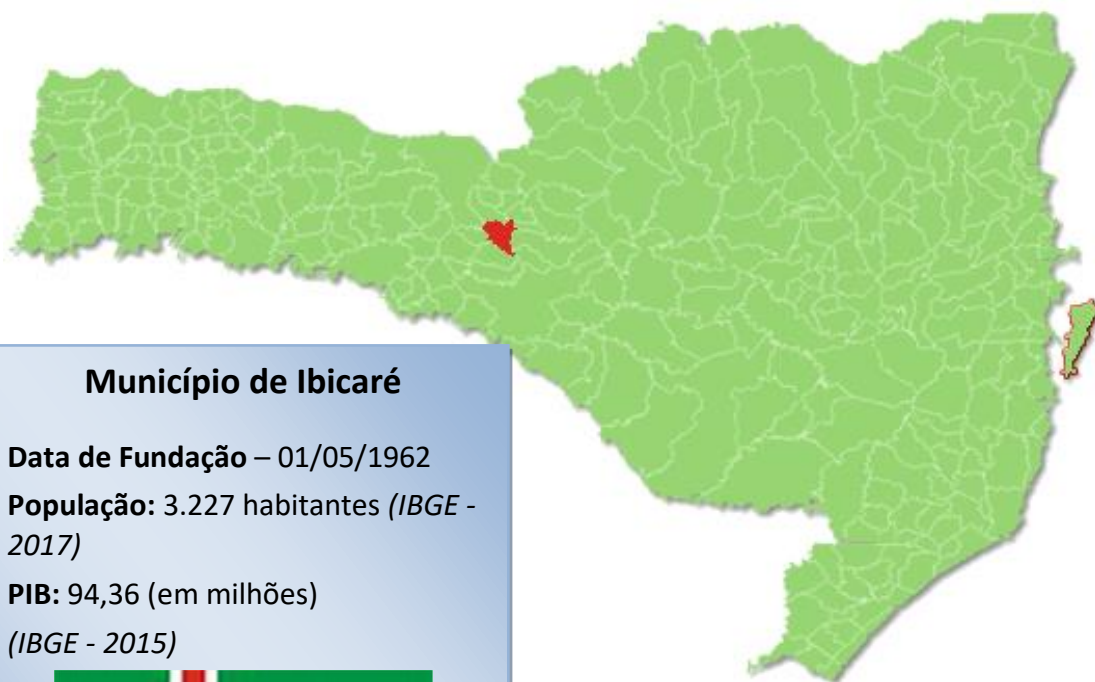 Município de Ibicaré
Data de Fundação – 01/05/1962
População: 3.227 habitantes (IBGE -
2017)
PIB: 94,36 (em milhões)
(IBGE - 2015)